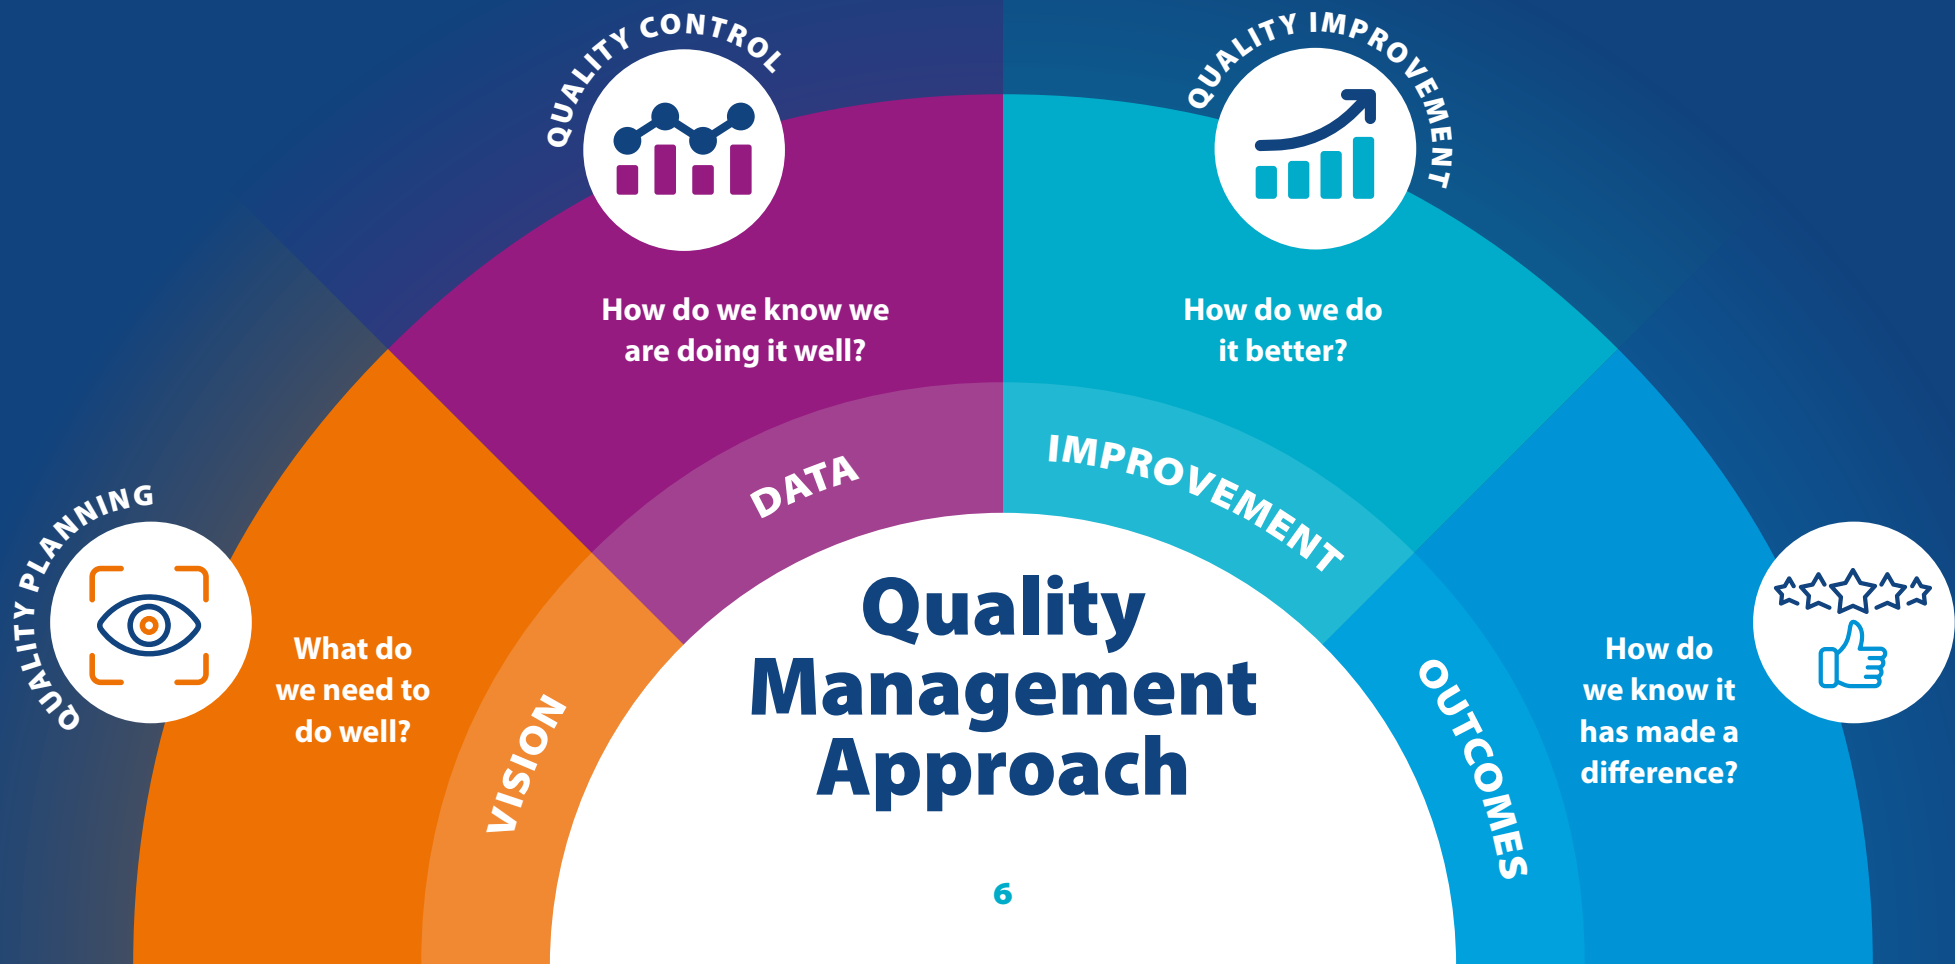 QUALITY PLANNING
What do
we need to
do well?
VISION
QUALITY CONTROL
How do we know we
are doing it well?
DATA
QUALITY IMPROVEMENT
How do we do
it better?
IMPROVEMENT
How do
we know it
has made a
difference?
OUTCOMES
Quality
Management
Approach
6